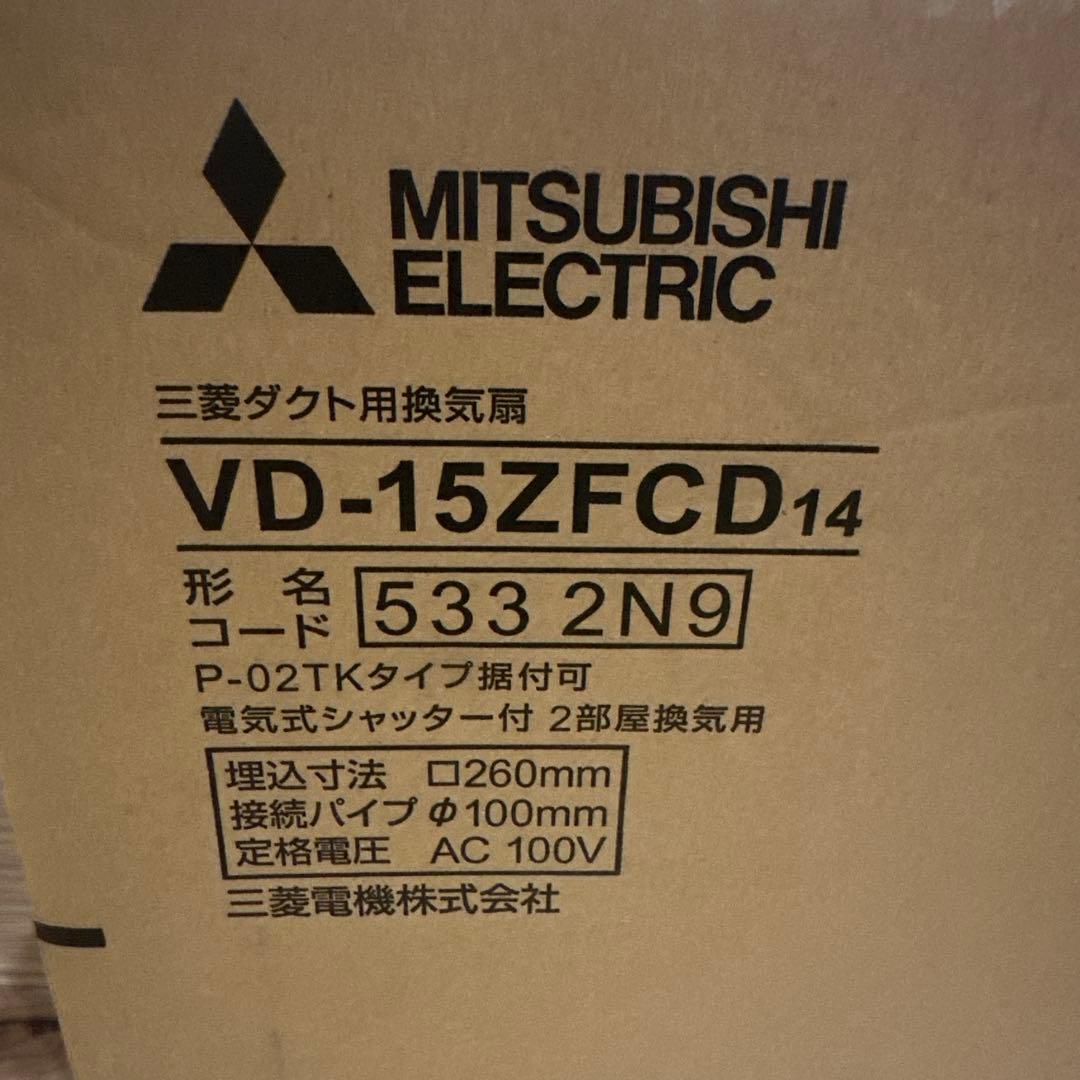 MITSUBISHI
ELECTRIC
三菱ダクト用換気扇
VD-15ZFCD14
形名
コード 533 2N9
P-02TKタイプ据付可
電気式シャッター付 2部屋換気用
埋込寸法 □260mm
接続パイプ Φ100mm
定格電圧 AC 100V
三菱電機株式会社